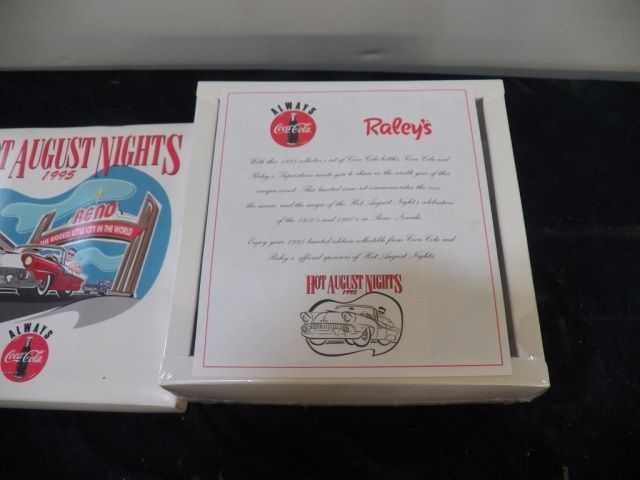 HOT AUGUST NIGHTS
1995
RENO
THE BIGGEST LITTLE CITY IN THE WORLD
ALWAYS
Coca-Cola
ALWAYS
Coca-Cola
Raley's
With this 1995 collector's set of Coca Cola bottles, Coca Cola and
Raley's Superstores invite you to share in the ninth year of this
unique event. This limited issue set commemorates the cars,
the music, and the magic of the Hot August Night's celebration
of the 1950's and 1960's in Reno, Nevada.
Enjoy your 1995 limited edition collectable from Coca Cola and
Raley's official sponsors of Hot August Nights.
HOT AUGUST NIGHTS
1995